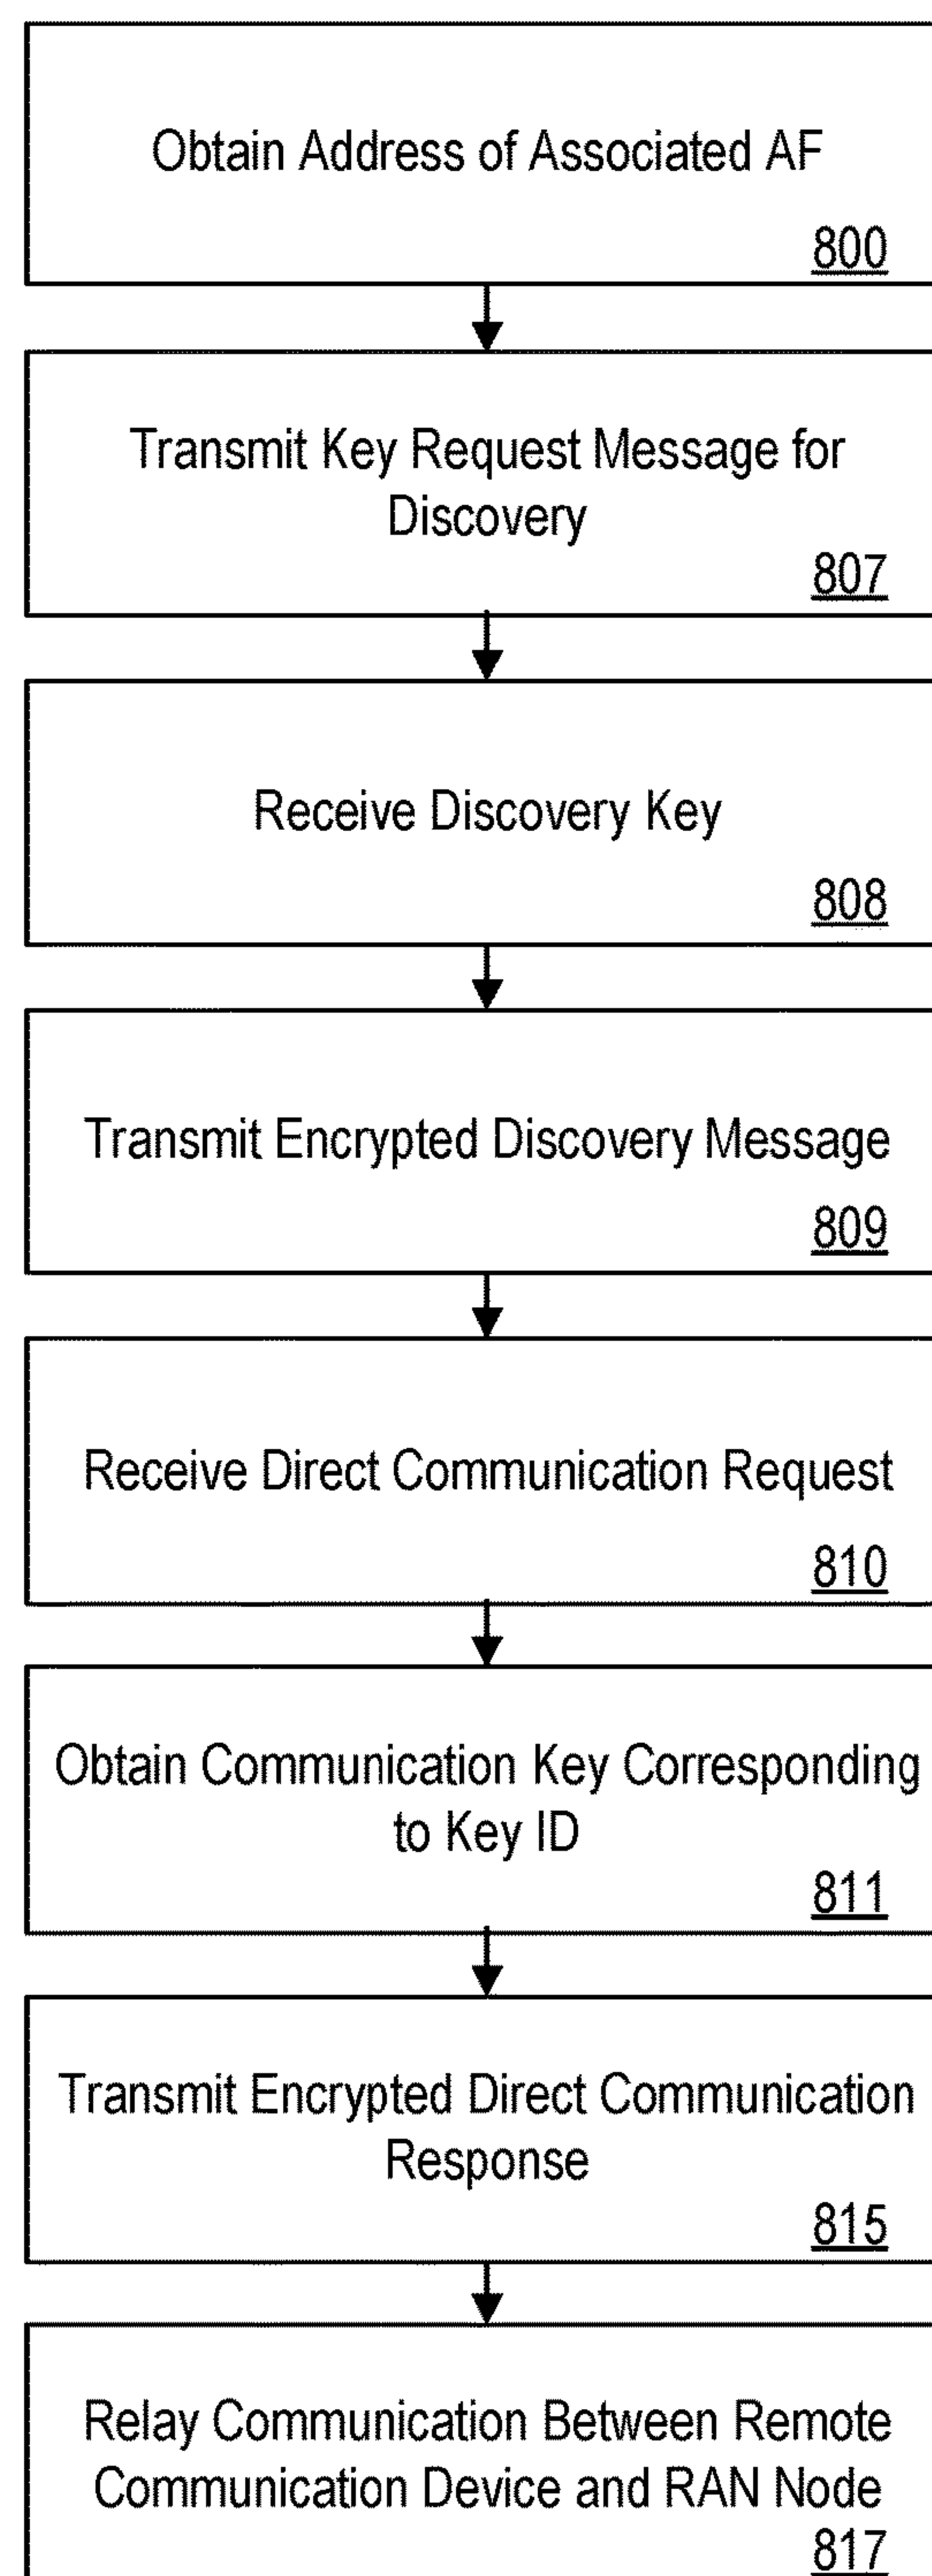 Obtain Address of Associated AF
800
Transmit Key Request Message for
Discovery
807
Receive Discovery Key
808
Transmit Encrypted Discovery Message
809
Receive Direct Communication Request
810
Obtain Communication Key Corresponding
to Key ID
811
Transmit Encrypted Direct Communication
Response
815
Relay Communication Between Remote
Communication Device and RAN Node
817